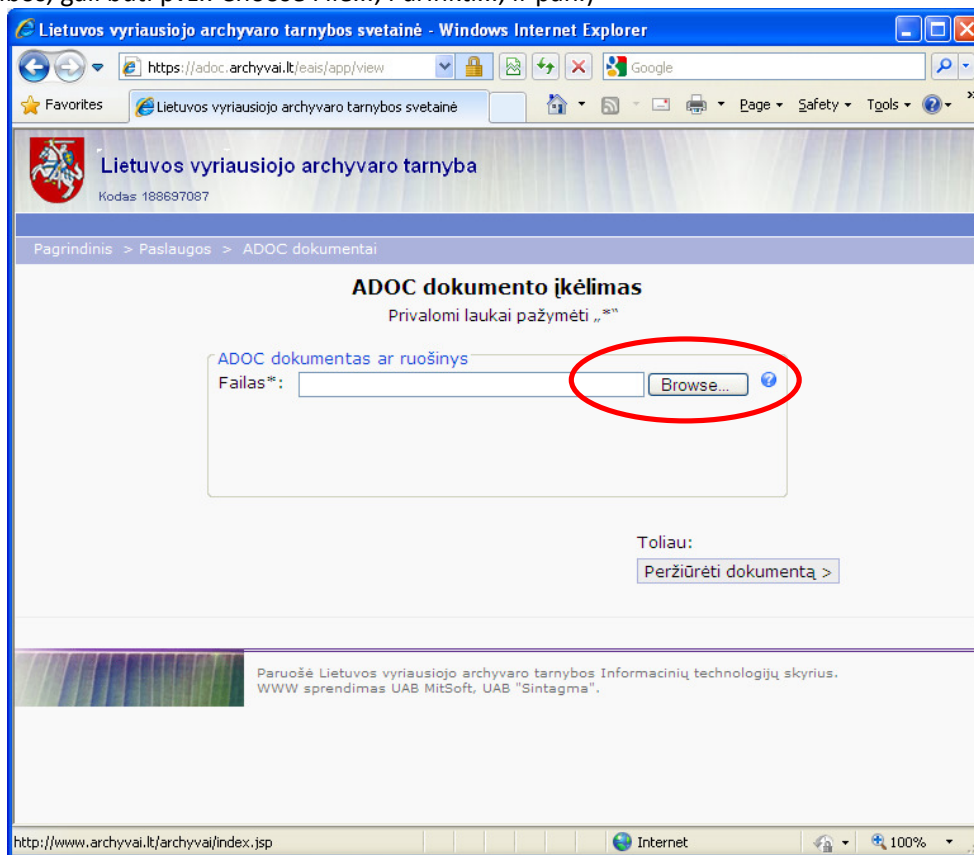 Lietuvos vyriausiojo archyvaro tarnybos svetainė - Windows Internet Explorer
https://adoc.archyvai.lt/eais/app/view
Google
Favorites
Lietuvos vyriausiojo archyvaro tarnybos svetainė
Page
Safety
Tools
»
Lietuvos vyriausiojo archyvaro tarnyba
Kodas 188697087
Pagrindinis > Paslaugos > ADOC dokumentai
ADOC dokumento įkėlimas
Privalomi laukai pažymėti „*“
ADOC dokumentas ar ruošinys
Failas*:
Browse...
Toliau:
Peržiūrėti dokumentą >
Paruošė Lietuvos vyriausiojo archyvaro tarnybos Informacinių technologijų skyrius.
WWW sprendimas UAB MitSoft, UAB "Sintagma".
http://www.archyvai.lt/archyvai/index.jsp
Internet
100%